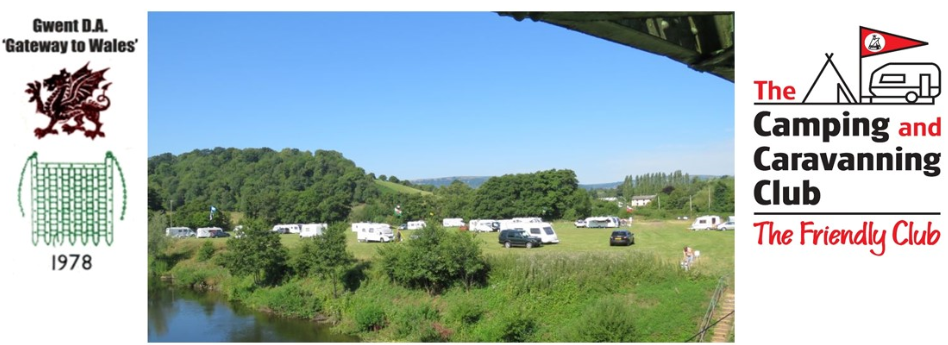 Gwent D.A.
'Gateway to Wales'
1978
The
Camping and
Caravanning
Club
The Friendly Club